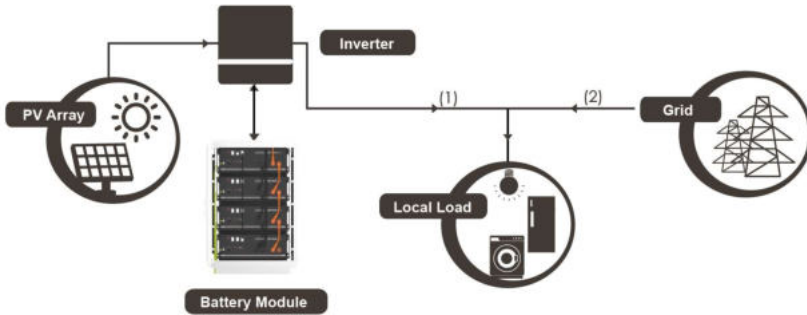 Inverter
PV Array
(1)
(2)
Grid
Local Load
Battery Module